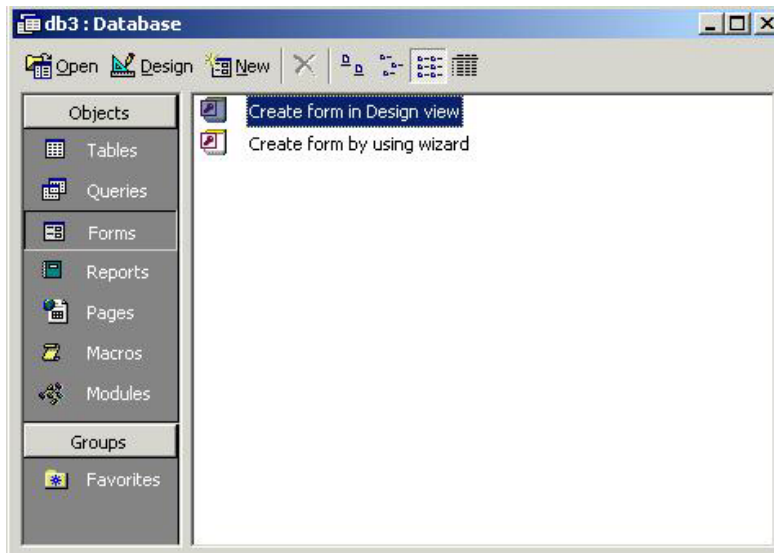 db3 : Database
Open Design New
Objects
Tables
Queries
Forms
Reports
Pages
Macros
Modules
Groups
Favorites
Create form in Design view
Create form by using wizard